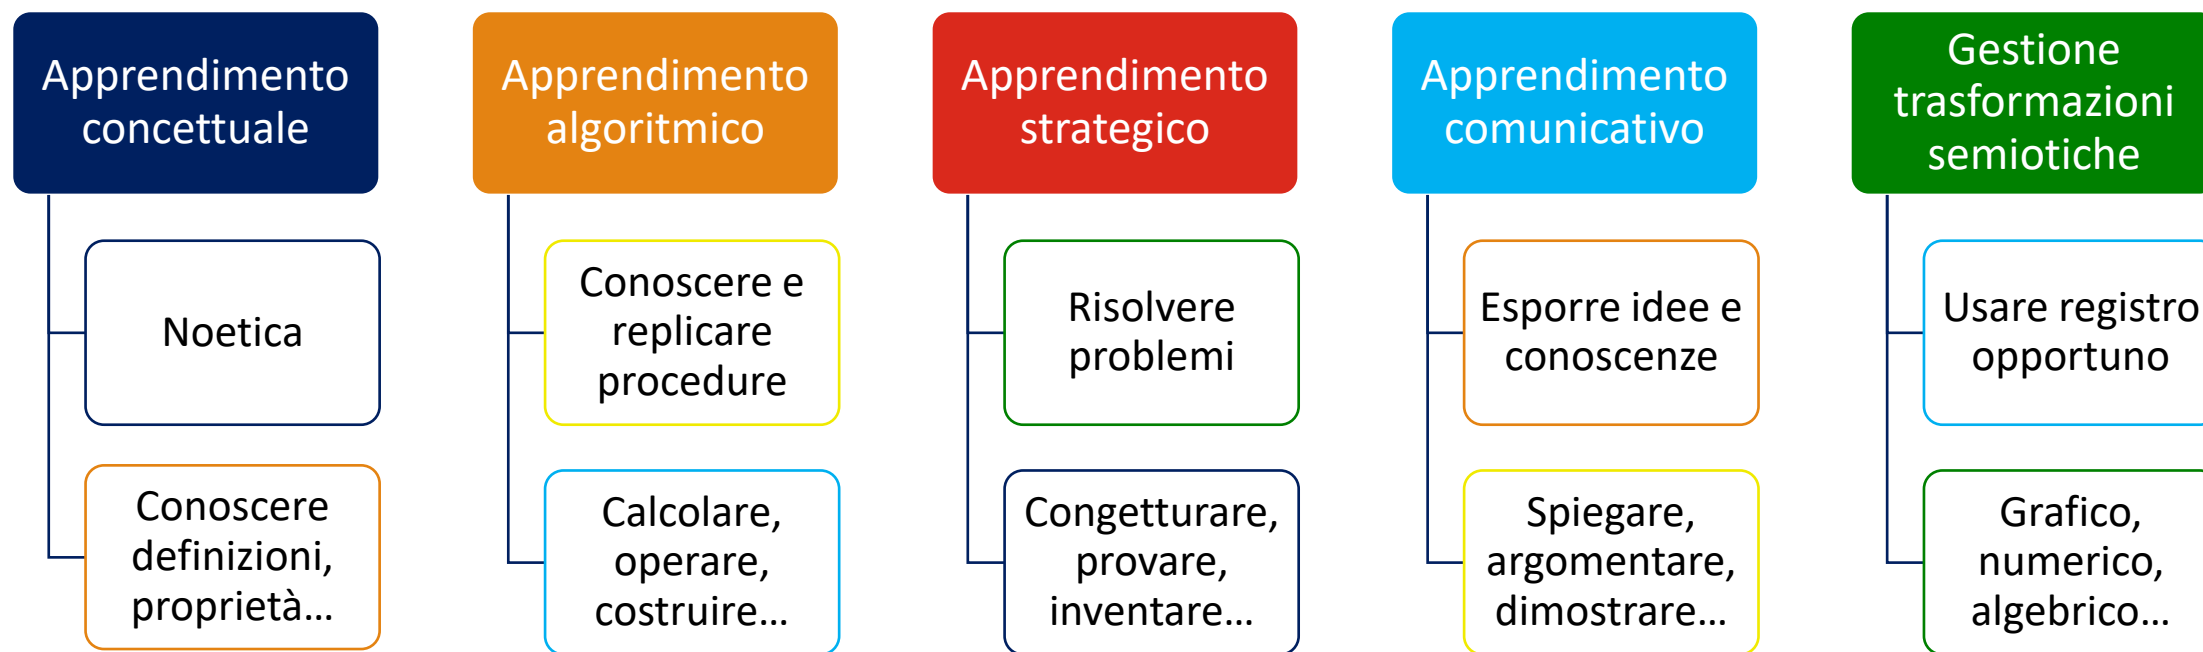 Apprendimento
concettuale
Noetica
Conoscere
definizioni,
proprietà...
Apprendimento
algoritmico
Conoscere e
replicare
procedure
Calcolare,
operare,
costruire...
Apprendimento
strategico
Risolvere
problemi
Congetturare,
provare,
inventare...
Apprendimento
comunicativo
Esporre idee e
conoscenze
Spiegare,
argomentare,
dimostrare...
Gestione
trasformazioni
semiotiche
Usare registro
opportuno
Grafico,
numerico,
algebrico...